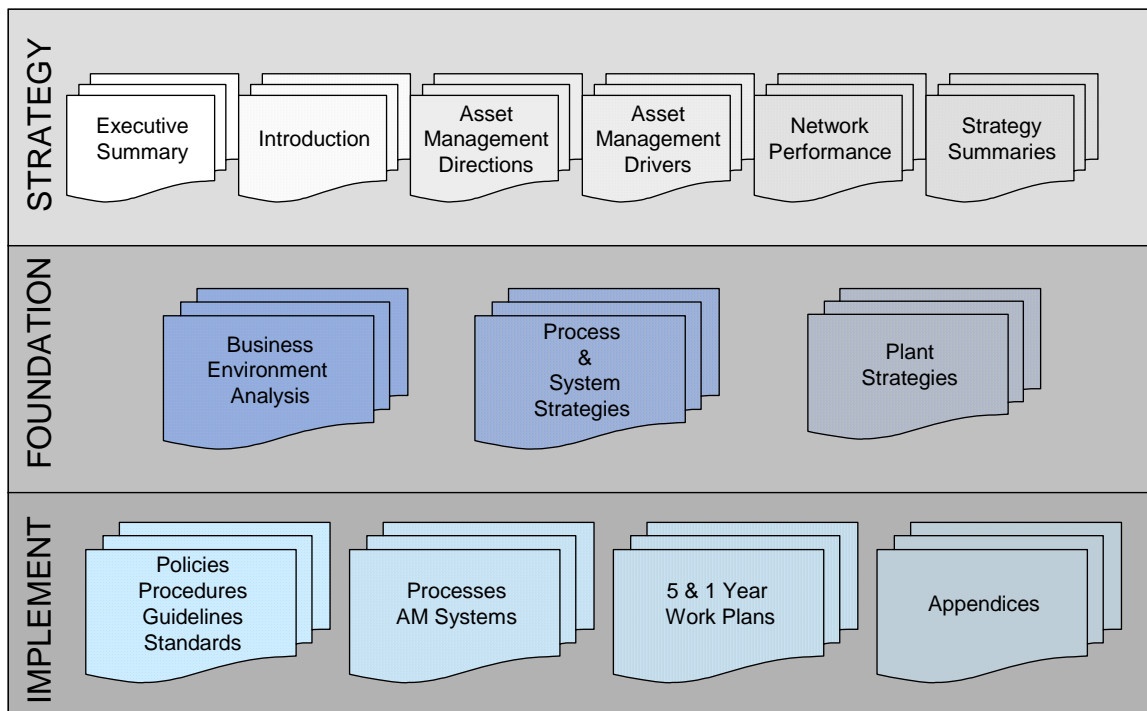 STRATEGY
Executive
Summary
Introduction
Asset
Management
Directions
Asset
Management
Drivers
Network
Performance
Strategy
Summaries
FOUNDATION
Business
Environment
Analysis
Process
&
System
Strategies
Plant
Strategies
IMPLEMENT
Policies
Procedures
Guidelines
Standards
Processes
AM Systems
5 & 1 Year
Work Plans
Appendices